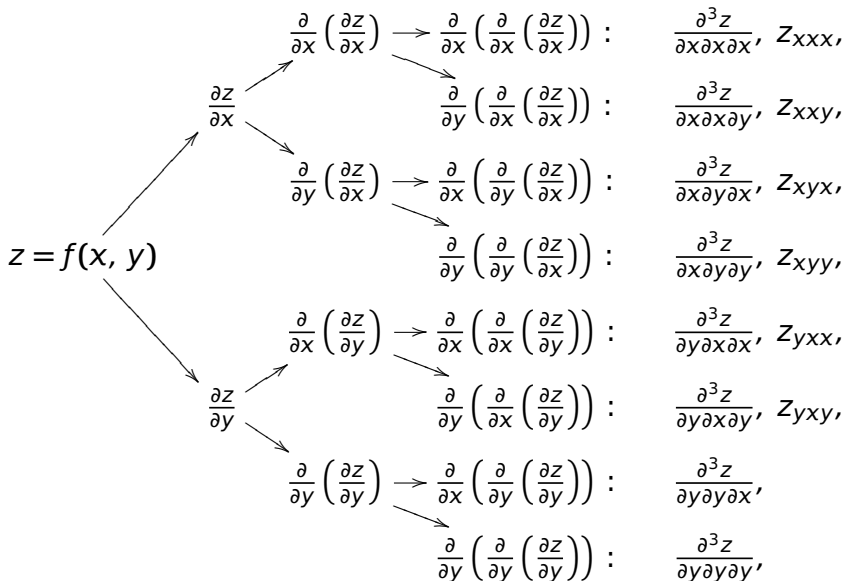 ∂/∂x (∂z/∂x) → ∂/∂x (∂/∂x (∂z/∂x)) : ∂³z/∂x∂x∂x, z_xxx,
∂z/∂x
∂/∂y (∂/∂x (∂z/∂x)) : ∂³z/∂x∂x∂y, z_xxy,
∂/∂y (∂z/∂x) → ∂/∂x (∂/∂y (∂z/∂x)) : ∂³z/∂x∂y∂x, z_xyx,
z = f(x, y)
∂/∂y (∂/∂y (∂z/∂x)) : ∂³z/∂x∂y∂y, z_xyy,
∂/∂x (∂z/∂y) → ∂/∂x (∂/∂x (∂z/∂y)) : ∂³z/∂y∂x∂x, z_yxx,
∂z/∂y
∂/∂y (∂/∂x (∂z/∂y)) : ∂³z/∂y∂x∂y, z_yxy,
∂/∂y (∂z/∂y) → ∂/∂x (∂/∂y (∂z/∂y)) : ∂³z/∂y∂y∂x,
∂/∂y (∂/∂y (∂z/∂y)) : ∂³z/∂y∂y∂y,